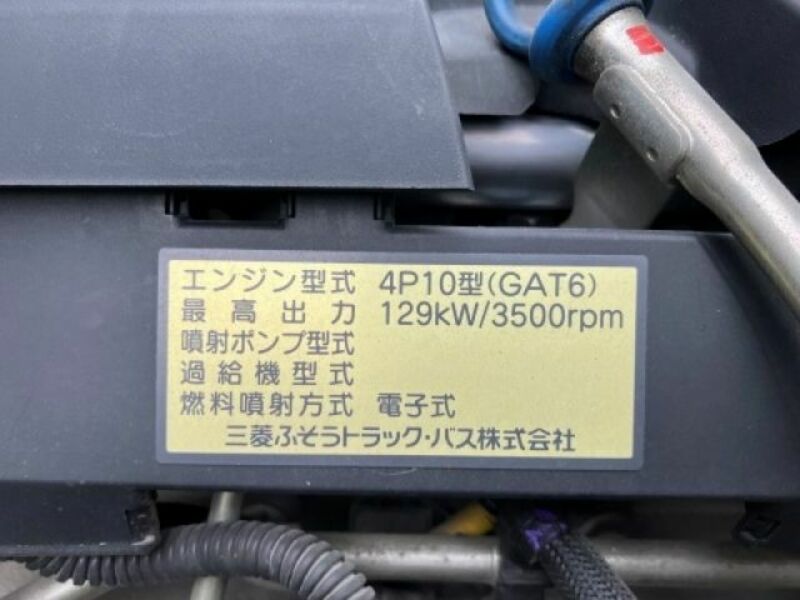 エンジン型式 4P10型(GAT6)
最高出力 129kW/3500rpm
噴射ポンプ型式
過給機型式
燃料噴射方式 電子式
三菱ふそうトラック・バス株式会社